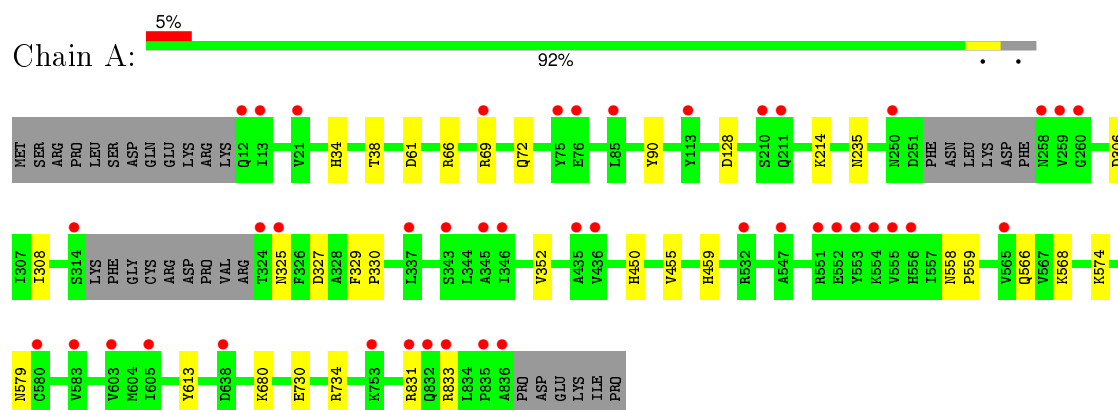 5%
Chain A:
92%
• •
MET SER ARG PRO LEU SER ASP GLN GLU LYS ARG LYS Q12 I13 V21 H34 T38 D61 R66 R69 Q72 Y75 E76 L85 Y90 Y113 D128 S210 Q211 K214 N235 N250 D251 PHE ASN LEU LYS ASP PHE N258 V259 G260 D306
I307 I308 S314 LYS PHE GLY CYS ARG ASP PRO VAL ARG T324 N325 F326 D327 A328 F329 P330 L337 S343 L344 A345 I346 V352 A435 V436 H450 V455 H459 R532 A547 R551 E552 Y553 K554 V555 H556 I557 N558 P559 V565 Q566 V567 K568 K574
N579 C580 V583 V603 M604 I605 Y613 D638 K680 E730 R734 K753 R831 Q832 R833 L834 P835 A836 PRO ASP GLU LYS ILE PRO